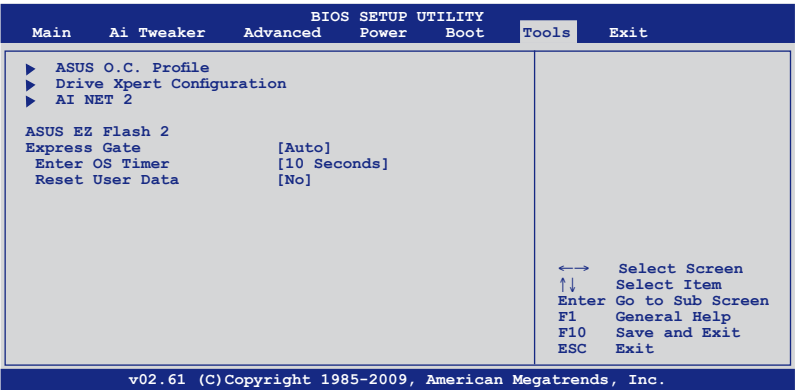 BIOS SETUP UTILITY
Main Ai Tweaker Advanced Power Boot Tools Exit
▶ ASUS O.C. Profile
▶ Drive Xpert Configuration
▶ AI NET 2
ASUS EZ Flash 2
Express Gate [Auto]
Enter OS Timer [10 Seconds]
Reset User Data [No]
←→ Select Screen
↑↓ Select Item
Enter Go to Sub Screen
F1 General Help
F10 Save and Exit
ESC Exit
v02.61 (C)Copyright 1985-2009, American Megatrends, Inc.